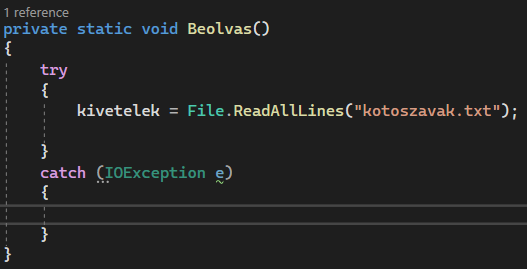 1 reference
private static void Beolvas()
{
try
{
kivetelek = File.ReadAllLines("kotoszavak.txt");
}
catch (IOException e)
{
}
}